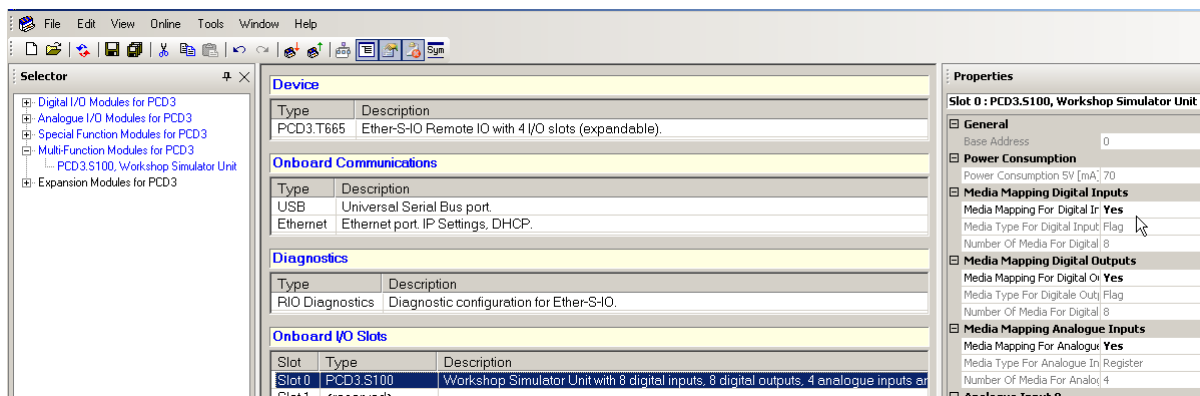 File Edit View Online Tools Window Help
Sym
Selector
Digital I/O Modules for PCD3
Analogue I/O Modules for PCD3
Special Function Modules for PCD3
Multi-Function Modules for PCD3
PCD3.S100, Workshop Simulator Unit
Expansion Modules for PCD3
Device
Type Description
PCD3.T665 Ether-S-IO Remote IO with 4 I/O slots (expandable).
Onboard Communications
Type Description
USB Universal Serial Bus port.
Ethernet Ethernet port. IP Settings, DHCP.
Diagnostics
Type Description
RIO Diagnostics Diagnostic configuration for Ether-S-IO.
Onboard I/O Slots
Slot Type Description
Slot 0 PCD3.S100 Workshop Simulator Unit with 8 digital inputs, 8 digital outputs, 4 analogue inputs ar
Slot 1
Properties
Slot 0 : PCD3.S100, Workshop Simulator Unit
General
Base Address 0
Power Consumption
Power Consumption 5V [mA] 70
Media Mapping Digital Inputs
Media Mapping For Digital Ir Yes
Media Type For Digital Input Flag
Number Of Media For Digital 8
Media Mapping Digital Outputs
Media Mapping For Digital O Yes
Media Type For Digitale Outp Flag
Number Of Media For Digital 8
Media Mapping Analogue Inputs
Media Mapping For Analogue Yes
Media Type For Analogue In Register
Number Of Media For Analog 4
Analogue Input 0